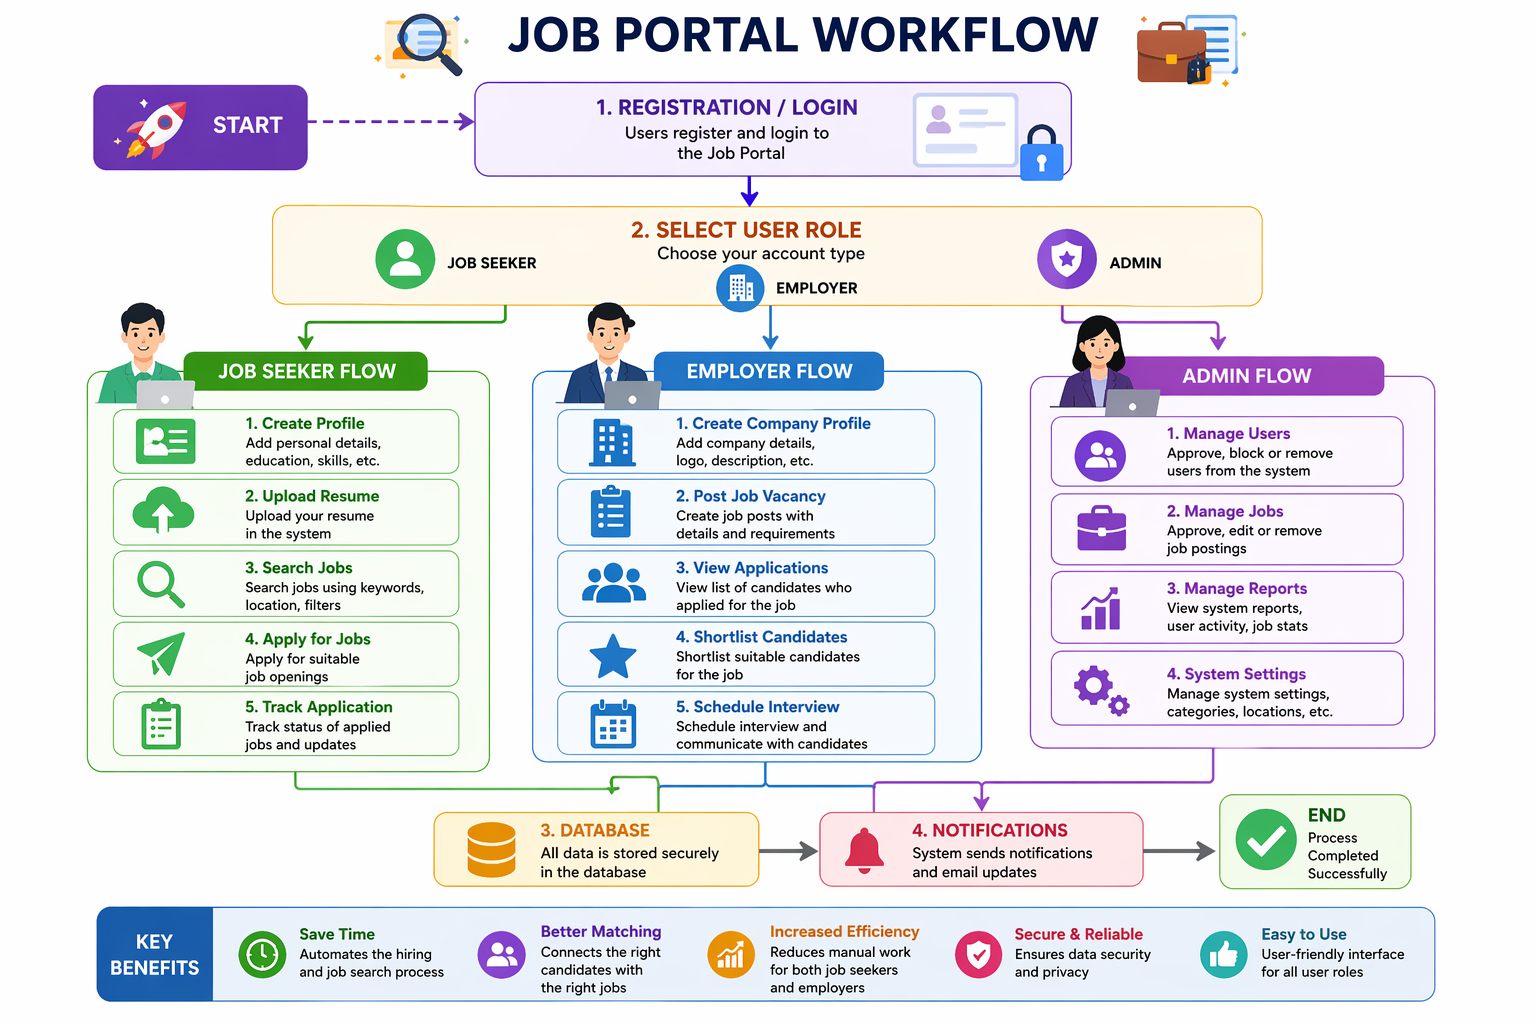 JOB PORTAL WORKFLOW
START
1. REGISTRATION / LOGIN
Users register and login to
the Job Portal
2. SELECT USER ROLE
Choose your account type
JOB SEEKER
EMPLOYER
ADMIN
JOB SEEKER FLOW
1. Create Profile
Add personal details,
education, skills, etc.
2. Upload Resume
Upload your resume
in the system
3. Search Jobs
Search jobs using keywords,
location, filters
4. Apply for Jobs
Apply for suitable
job openings
5. Track Application
Track status of applied
jobs and updates
EMPLOYER FLOW
1. Create Company Profile
Add company details,
logo, description, etc.
2. Post Job Vacancy
Create job posts with
details and requirements
3. View Applications
View list of candidates who
applied for the job
4. Shortlist Candidates
Shortlist suitable candidates
for the job
5. Schedule Interview
Schedule interview and
communicate with candidates
ADMIN FLOW
1. Manage Users
Approve, block or remove
users from the system
2. Manage Jobs
Approve, edit or remove
job postings
3. Manage Reports
View system reports,
user activity, job stats
4. System Settings
Manage system settings,
categories, locations, etc.
3. DATABASE
All data is stored securely
in the database
4. NOTIFICATIONS
System sends notifications
and email updates
END
Process
Completed
Successfully
KEY
BENEFITS
Save Time
Automates the hiring
and job search process
Better Matching
Connects the right
candidates with
the right jobs
Increased Efficiency
Reduces manual work
for both job seekers
and employers
Secure & Reliable
Ensures data security
and privacy
Easy to Use
User-friendly interface
for all user roles